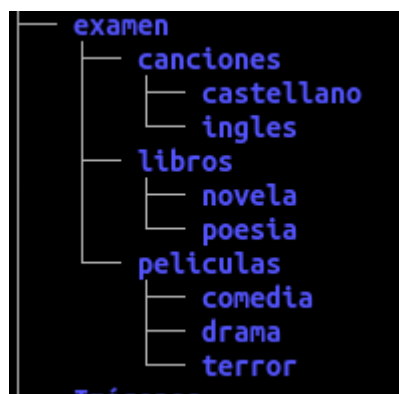 examen
canciones
castellano
ingles
libros
novela
poesia
peliculas
comedia
drama
terror